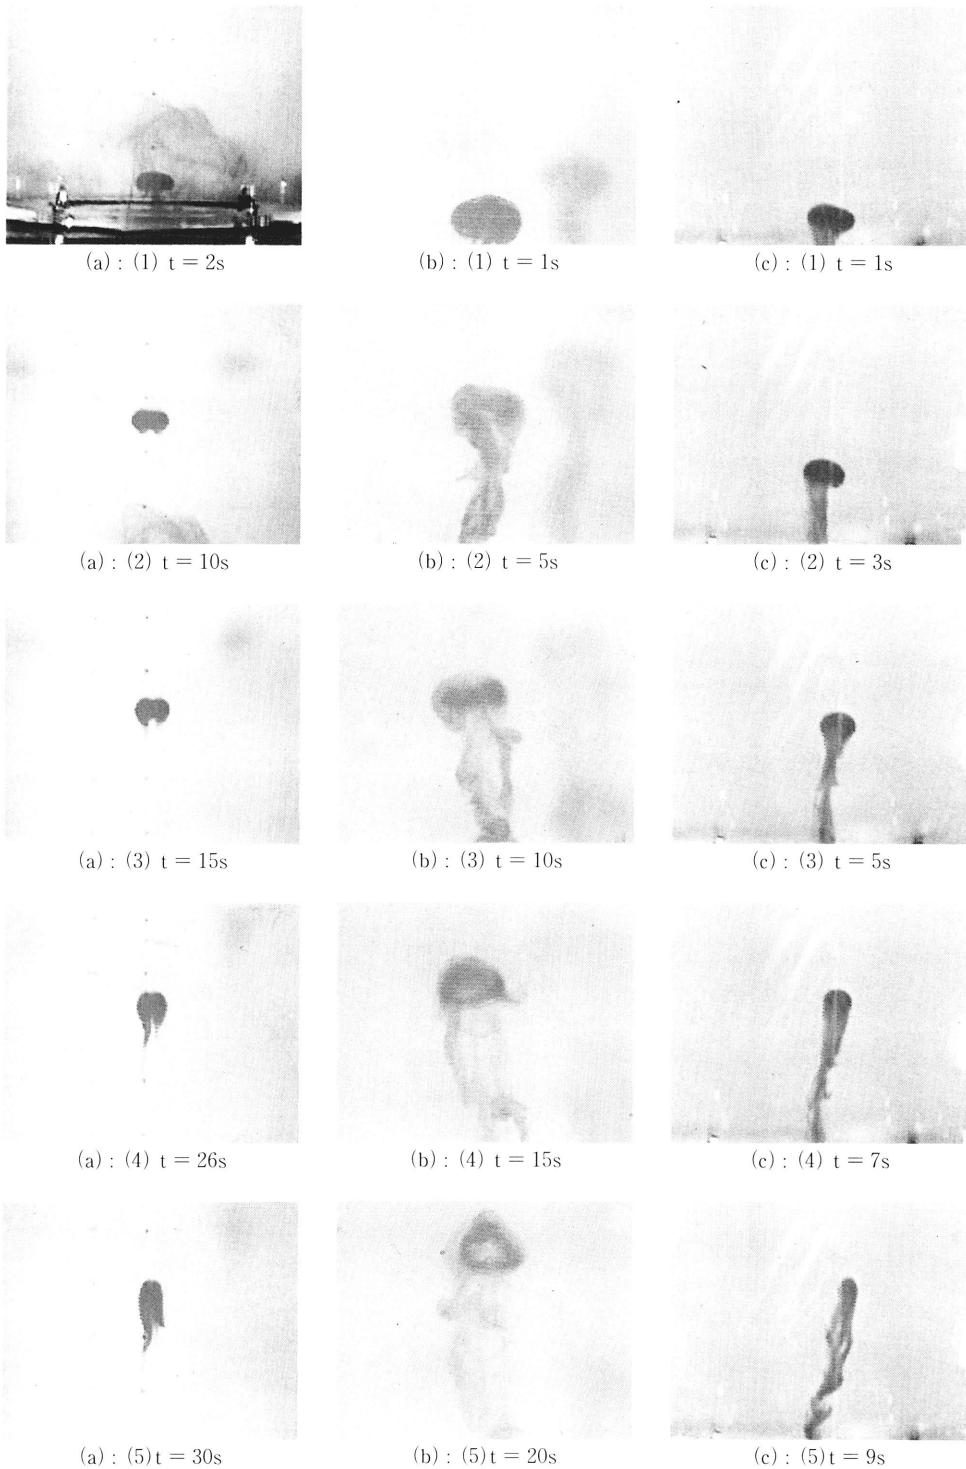 (a) : (1) t = 2s
(b) : (1) t = 1s
(c) : (1) t = 1s
(a) : (2) t = 10s
(b) : (2) t = 5s
(c) : (2) t = 3s
(a) : (3) t = 15s
(b) : (3) t = 10s
(c) : (3) t = 5s
(a) : (4) t = 26s
(b) : (4) t = 15s
(c) : (4) t = 7s
(a) : (5)t = 30s
(b) : (5)t = 20s
(c) : (5)t = 9s